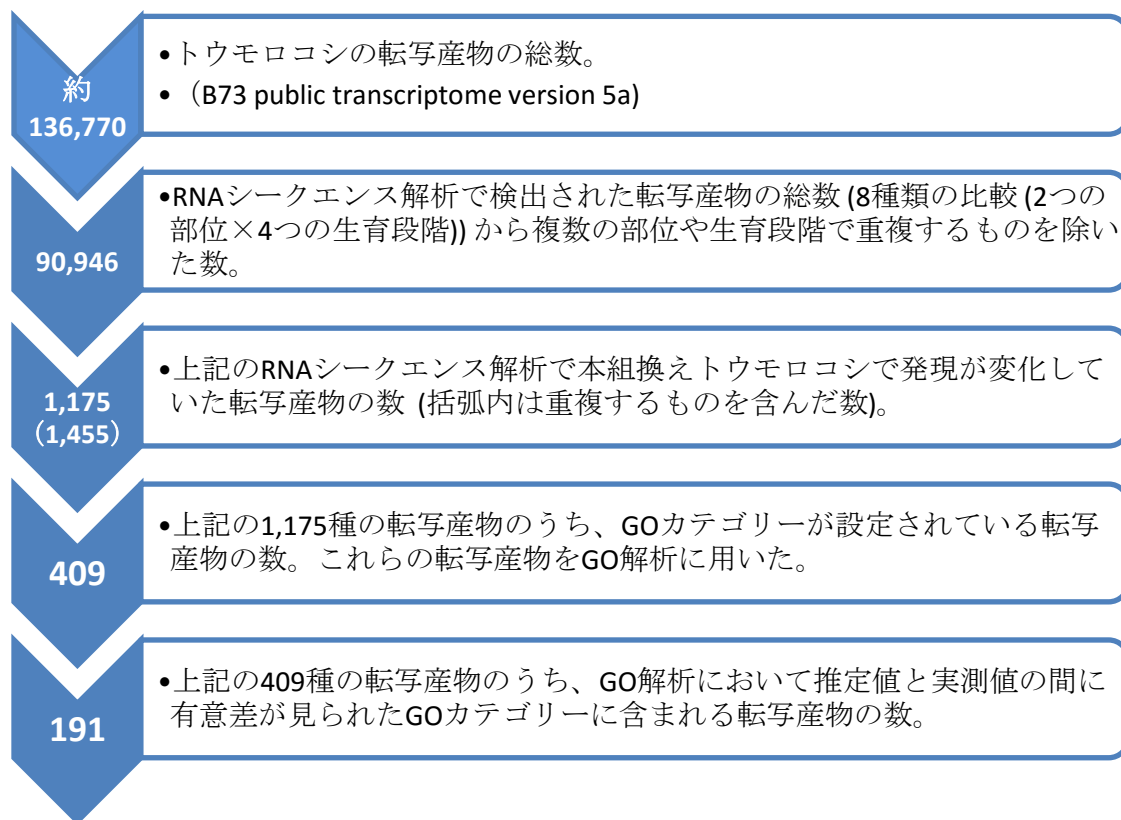 約
136,770
•トウモロコシの転写産物の総数。
• （B73 public transcriptome version 5a)
90,946
•RNAシークエンス解析で検出された転写産物の総数 (8種類の比較 (2つの
部位×4つの生育段階)) から複数の部位や生育段階で重複するものを除い
た数。
1,175
（1,455）
•上記のRNAシークエンス解析で本組換えトウモロコシで発現が変化して
いた転写産物の数 (括弧内は重複するものを含んだ数)。
409
•上記の1,175種の転写産物のうち、GOカテゴリーが設定されている転写
産物の数。これらの転写産物をGO解析に用いた。
191
•上記の409種の転写産物のうち、GO解析において推定値と実測値の間に
有意差が見られたGOカテゴリーに含まれる転写産物の数。